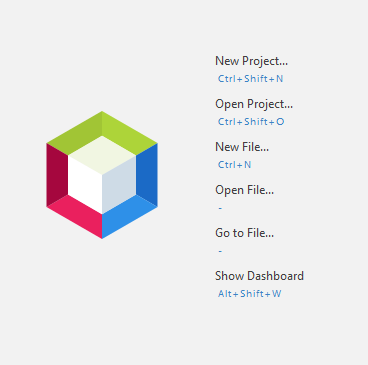 New Project...
Ctrl+Shift+N
Open Project...
Ctrl+Shift+O
New File...
Ctrl+N
Open File...
-
Go to File...
-
Show Dashboard
Alt+Shift+W